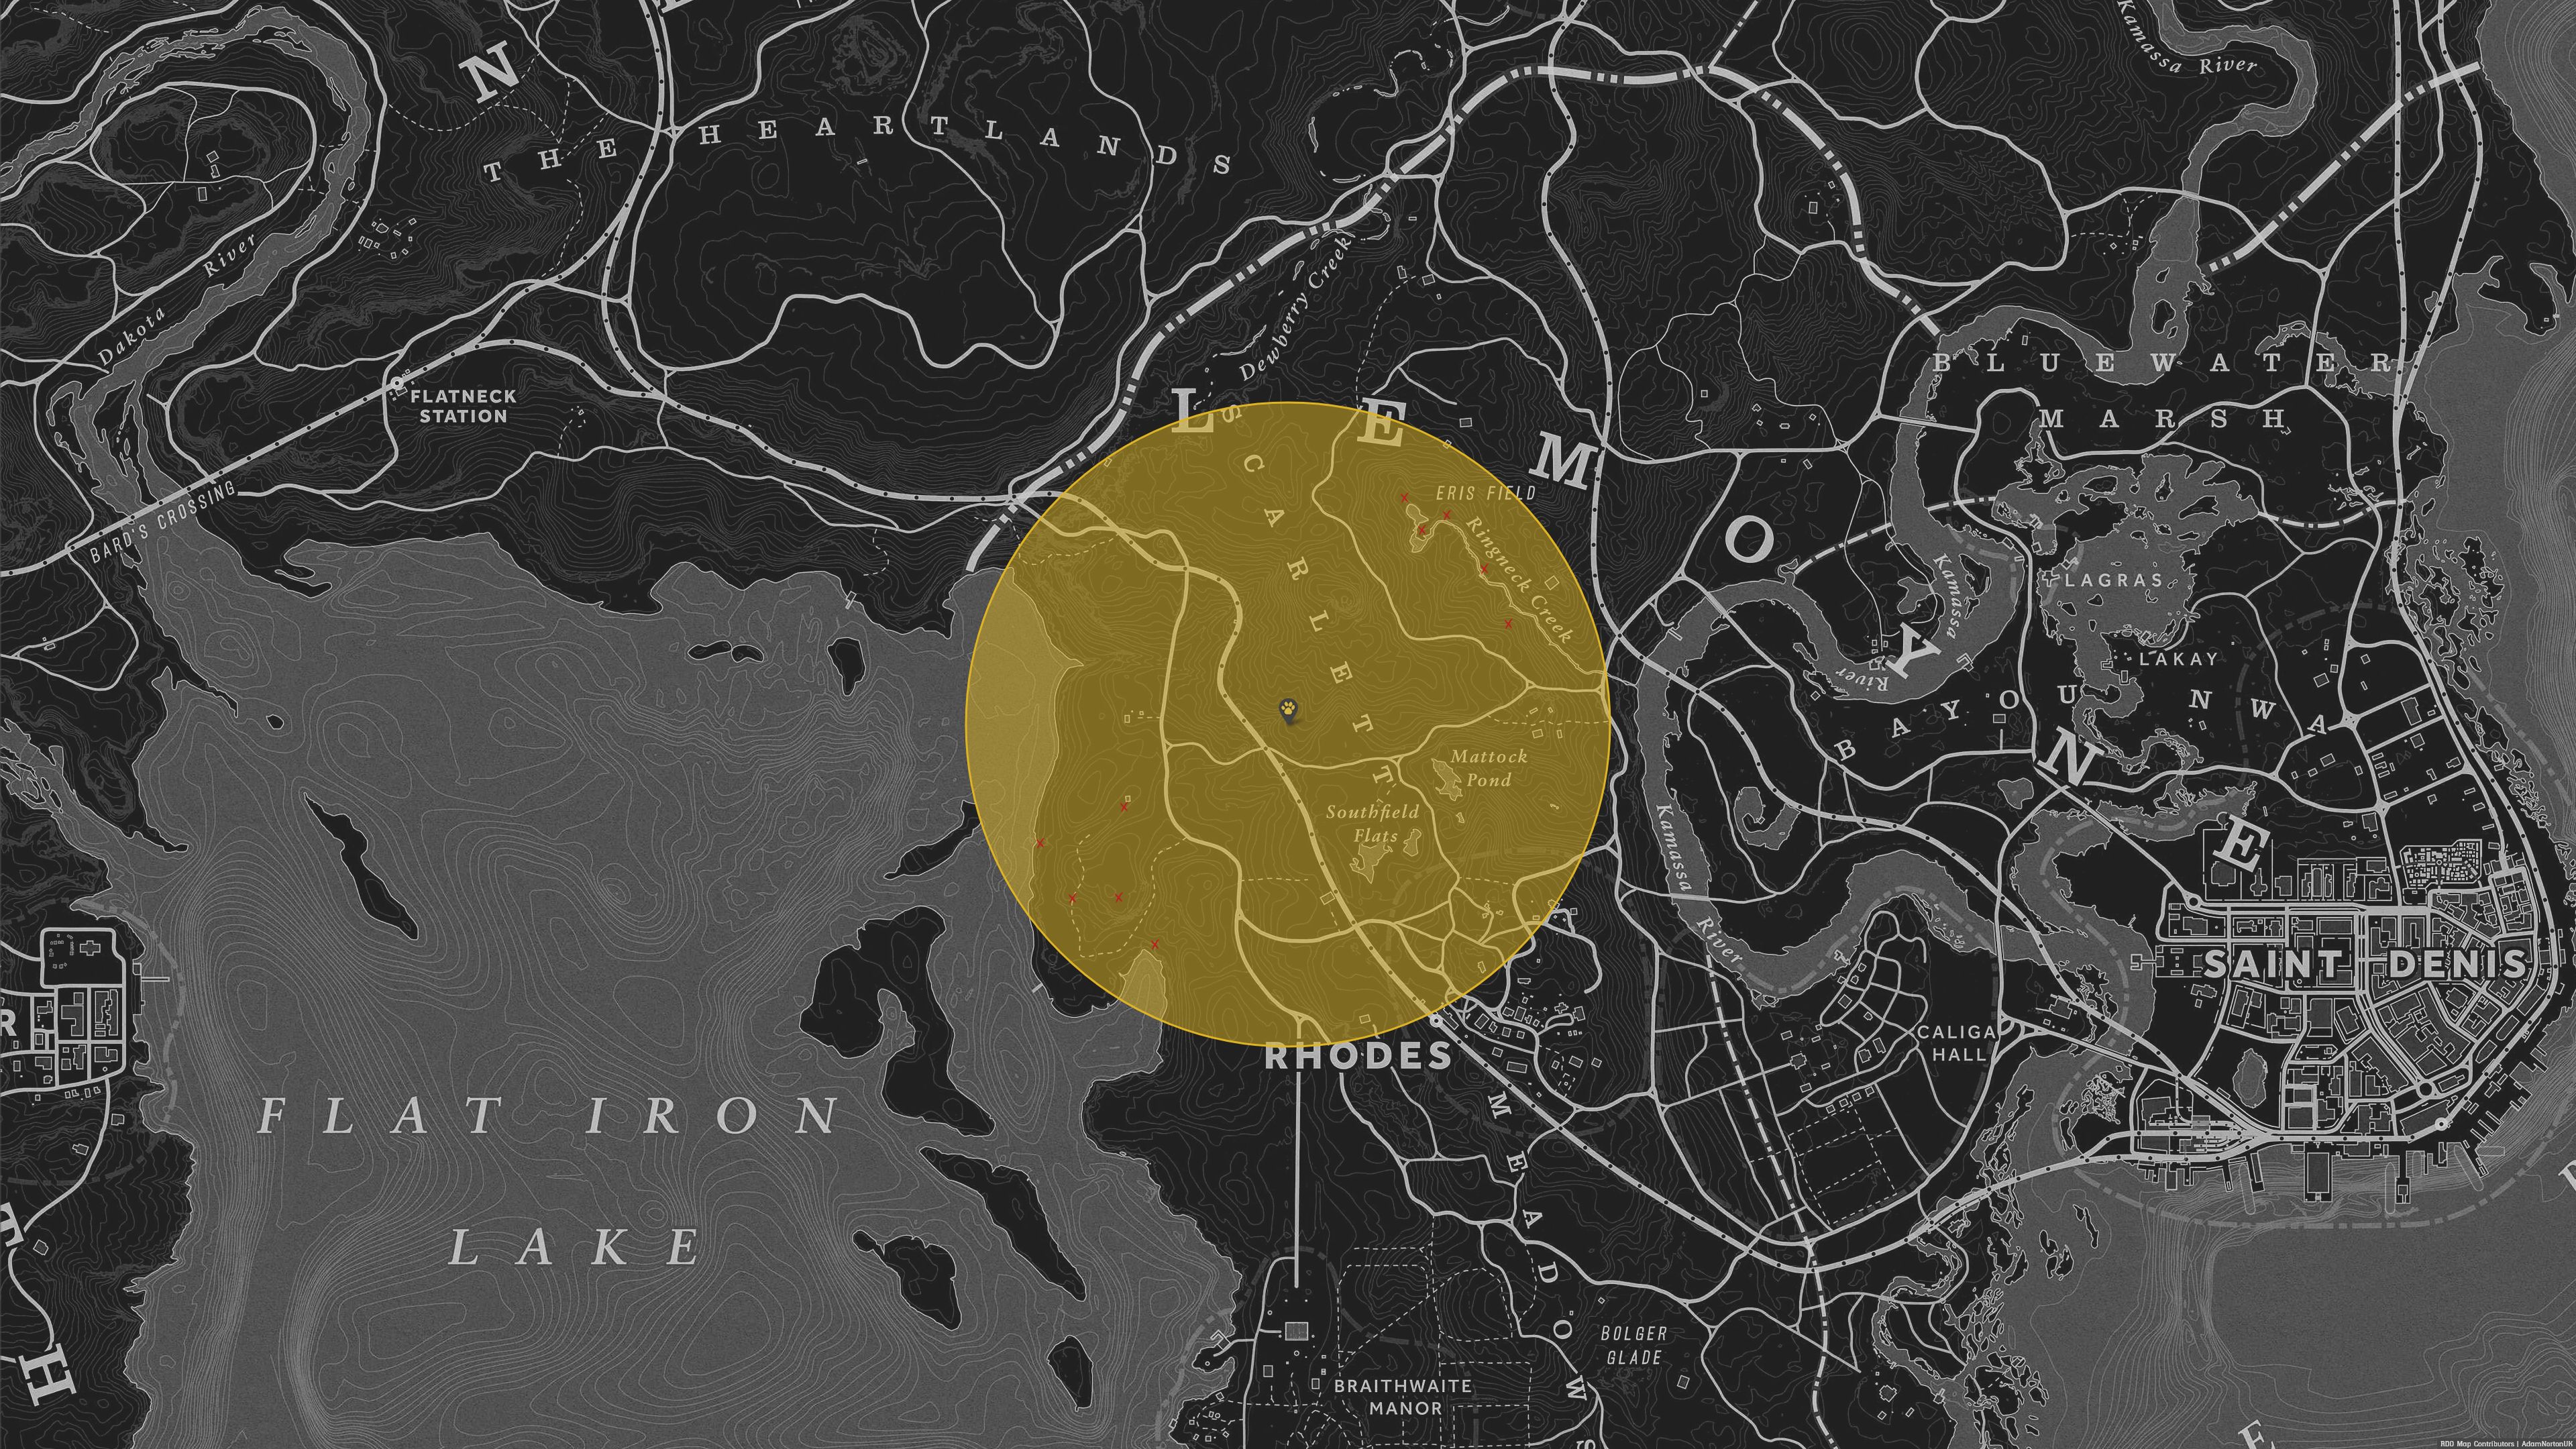 Kamassa River
N
THE HEARTLANDS
Dakota River
Dewberry Creek
BLUEWATER
MARSH
FLATNECK
STATION
LEMOYNE
SCARLETT
MEADOWS
ERIS FIELD
BARD'S CROSSING
Ringneck Creek
Kamassa
River
LAGRAS
LAKAY
BAYOU NWA
Mattock
Pond
Southfield
Flats
Kamassa
River
SAINT DENIS
R
CALIGA
HALL
RHODES
FLAT IRON
LAKE
T
H
BOLGER
GLADE
BRAITHWAITE
MANOR
E
RDO Map Contributors | AdamNortonUK